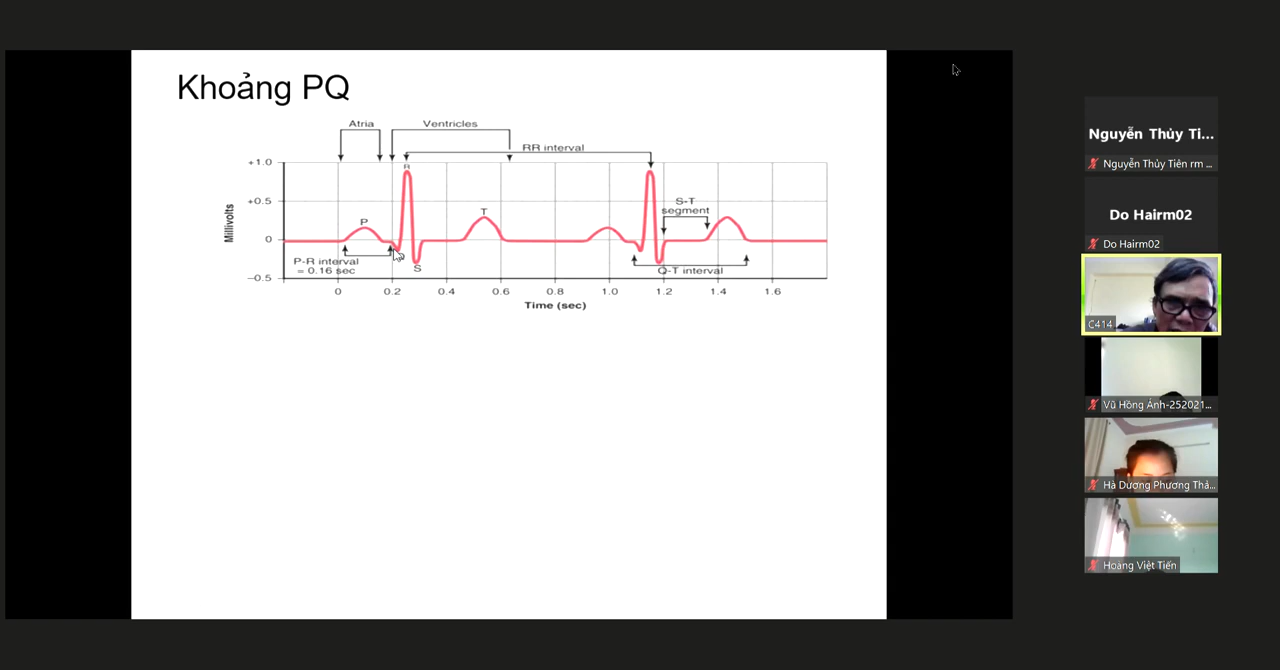 Khoảng PQ
Atria
Ventricles
RR interval
+1.0
+0.5
0
−0.5
Millivolts
R
P
T
S
S-T
segment
P-R interval
= 0.16 sec
Q-T interval
0 0.2 0.4 0.6 0.8 1.0 1.2 1.4 1.6
Time (sec)
Nguyễn Thủy Ti...
Nguyễn Thủy Tiên rm ...
Do Hairm02
Do Hairm02
C414
Vũ Hồng Ánh-252021...
Hà Dương Phương Thả...
Hoàng Việt Tiến